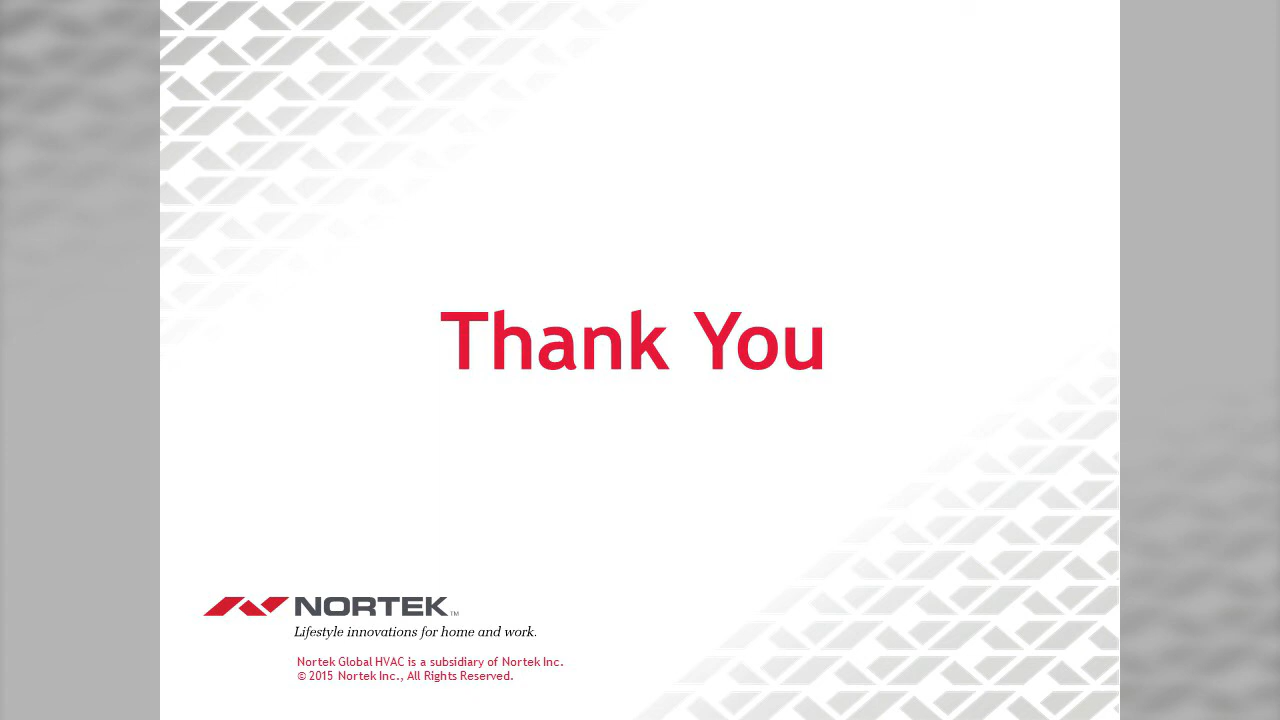 Thank You
NORTEK™
Lifestyle innovations for home and work.
Nortek Global HVAC is a subsidiary of Nortek Inc.
© 2015 Nortek Inc., All Rights Reserved.